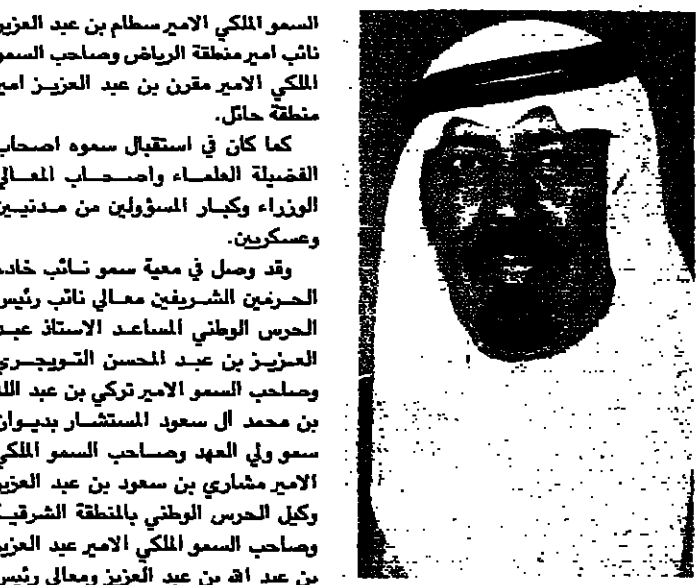 السمو الملكي الامير سطام بن عبد العزيز
نائب امير منطقة الرياض وصاحب السمو
الملكي الامير مقرن بن عبد العزيز امير
منطقة حائل.
كما كان في استقبال سموه اصحاب
الفضيلة العلماء واصحاب المعالي
الوزراء وكبار المسؤولين من مدنيين
وعسكريين.
وقد وصل في معية سمو نائب خادم
الحرمين الشريفين معالي نائب رئيس
الحرس الوطني المساعد الاستاذ عبد
العزيز بن عبد المحسن التويجري
وصاحب السمو الامير تركي بن عبد الله
بن محمد آل سعود المستشار بديوان
سمو ولي العهد وصاحب السمو الملكي
الامير مشاري بن سعود بن عبد العزيز
وكيل الحرس الوطني بالمنطقة الشرقية
وصاحب السمو الملكي الامير عبد العزيز
بن عبد الله بن عبد العزيز ومعالي رئيس